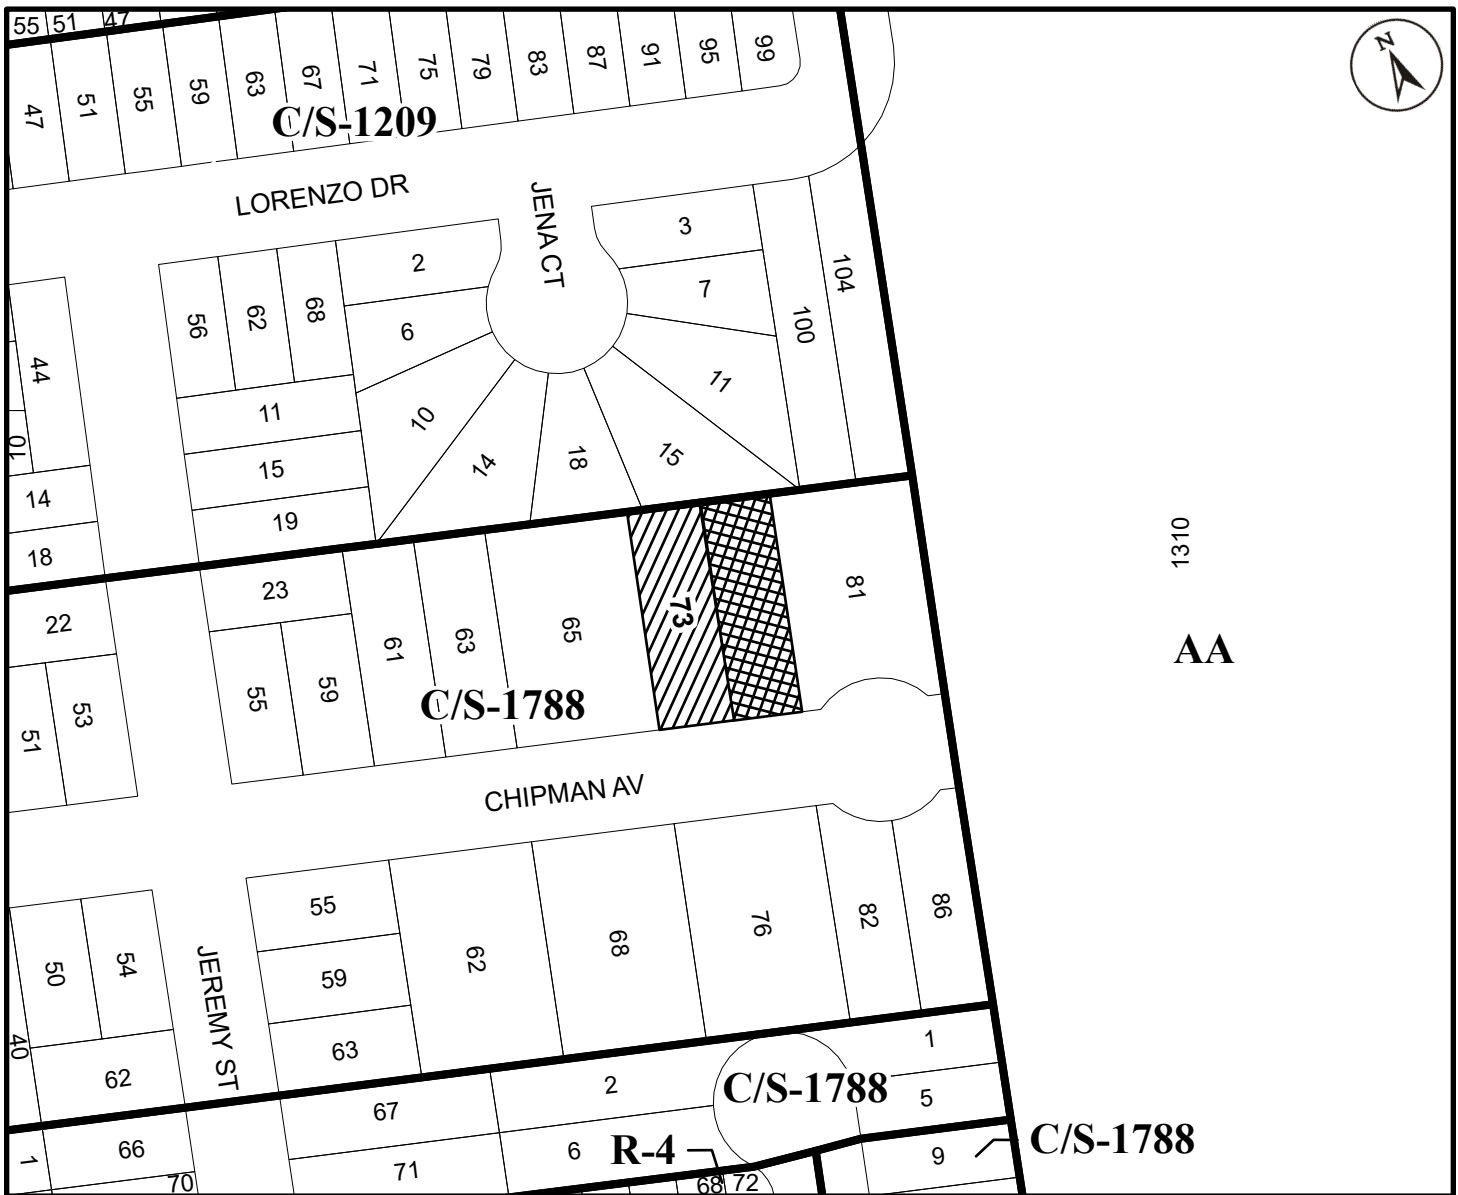 55 51 47
47 51 55 59 63 67 71 75 79 83 87 91 95 99
N
C/S-1209
LORENZO DR
JENA CT
2 3
56 62 68 6 7
100 104
44
10
11 10 14 18 15 11
14 15
18 19
22 23
61 63 65 73 81
1310
AA
51 53 55 59
C/S-1788
CHIPMAN AV
50 54
JEREMY ST
55 59 63
62 68 76 82 86
40 62
1 66 70
67 71
2 6
C/S-1788
1 5
R-4
68 72
9
C/S-1788